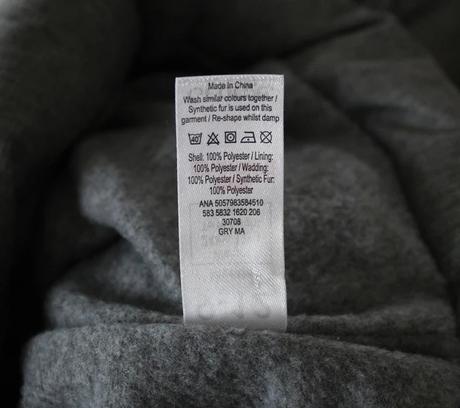 Made in China
Wash similar colours together /
Synthetic fur is used on this
garment / Re-shape whilst damp
40
Shell: 100% Polyester / Lining:
100% Polyester / Wadding:
100% Polyester / Synthetic Fur:
100% Polyester
ANA 5057983584510
583 5832 1620 206
30708
GRY MA